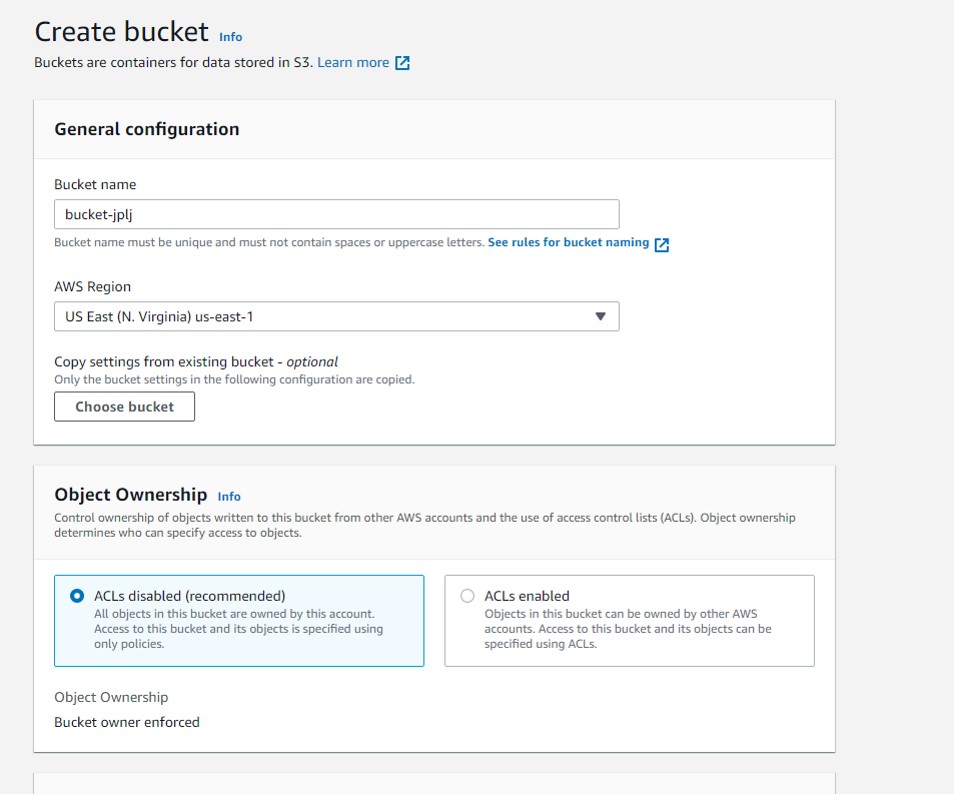 Create bucket Info
Buckets are containers for data stored in S3. Learn more
General configuration
Bucket name
bucket-jplj
Bucket name must be unique and must not contain spaces or uppercase letters. See rules for bucket naming
AWS Region
US East (N. Virginia) us-east-1
Copy settings from existing bucket - optional
Only the bucket settings in the following configuration are copied.
Choose bucket
Object Ownership Info
Control ownership of objects written to this bucket from other AWS accounts and the use of access control lists (ACLs). Object ownership
determines who can specify access to objects.
ACLs disabled (recommended)
All objects in this bucket are owned by this account.
Access to this bucket and its objects is specified using
only policies.
ACLs enabled
Objects in this bucket can be owned by other AWS
accounts. Access to this bucket and its objects can be
specified using ACLs.
Object Ownership
Bucket owner enforced